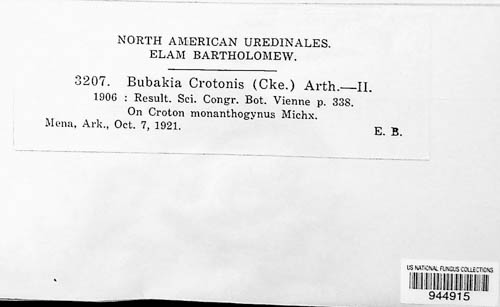 NORTH AMERICAN UREDINALES.
ELAM BARTHOLOMEW.
3207. Bubakia Crotonis (Cke.) Arth.—II.
1906 : Result. Sci. Congr. Bot. Vienne p. 338.
On Croton monanthogynus Michx.
Mena, Ark., Oct. 7, 1921.
E. B.
US NATIONAL FUNGUS COLLECTIONS
944915